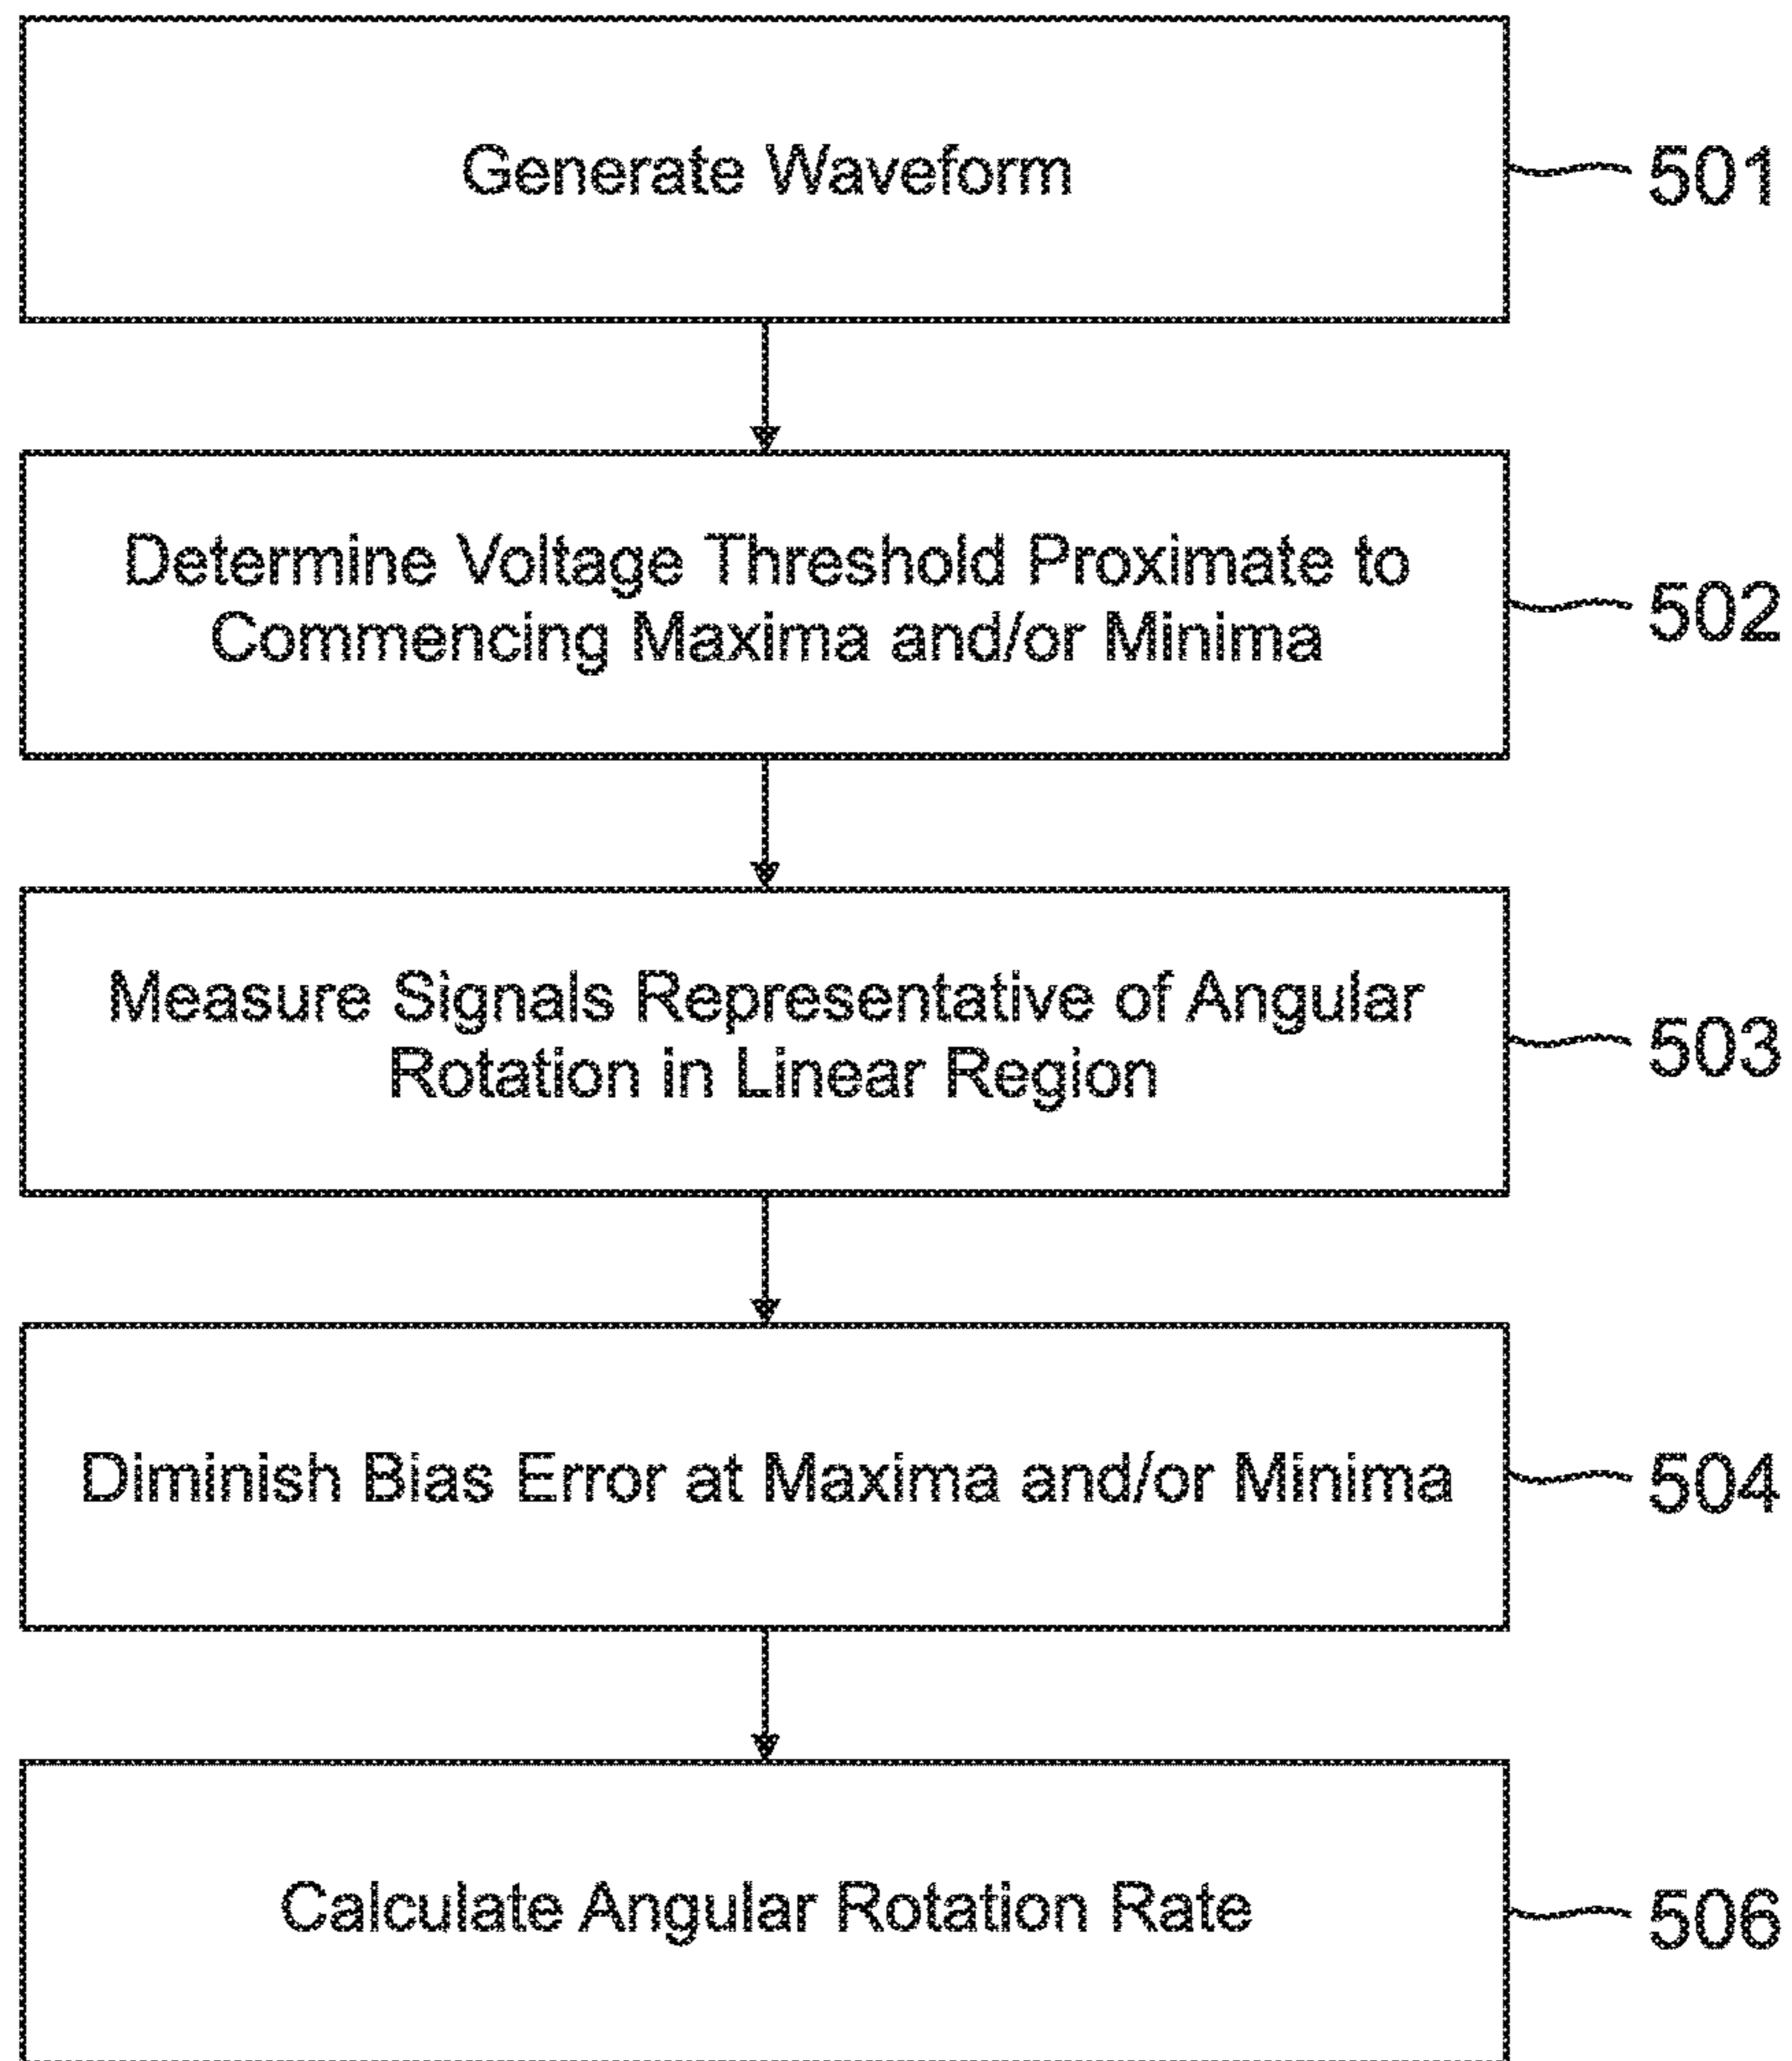 Generate Waveform
501
Determine Voltage Threshold Proximate to
Commencing Maxima and/or Minima
502
Measure Signals Representative of Angular
Rotation in Linear Region
503
Diminish Bias Error at Maxima and/or Minima
504
Calculate Angular Rotation Rate
506